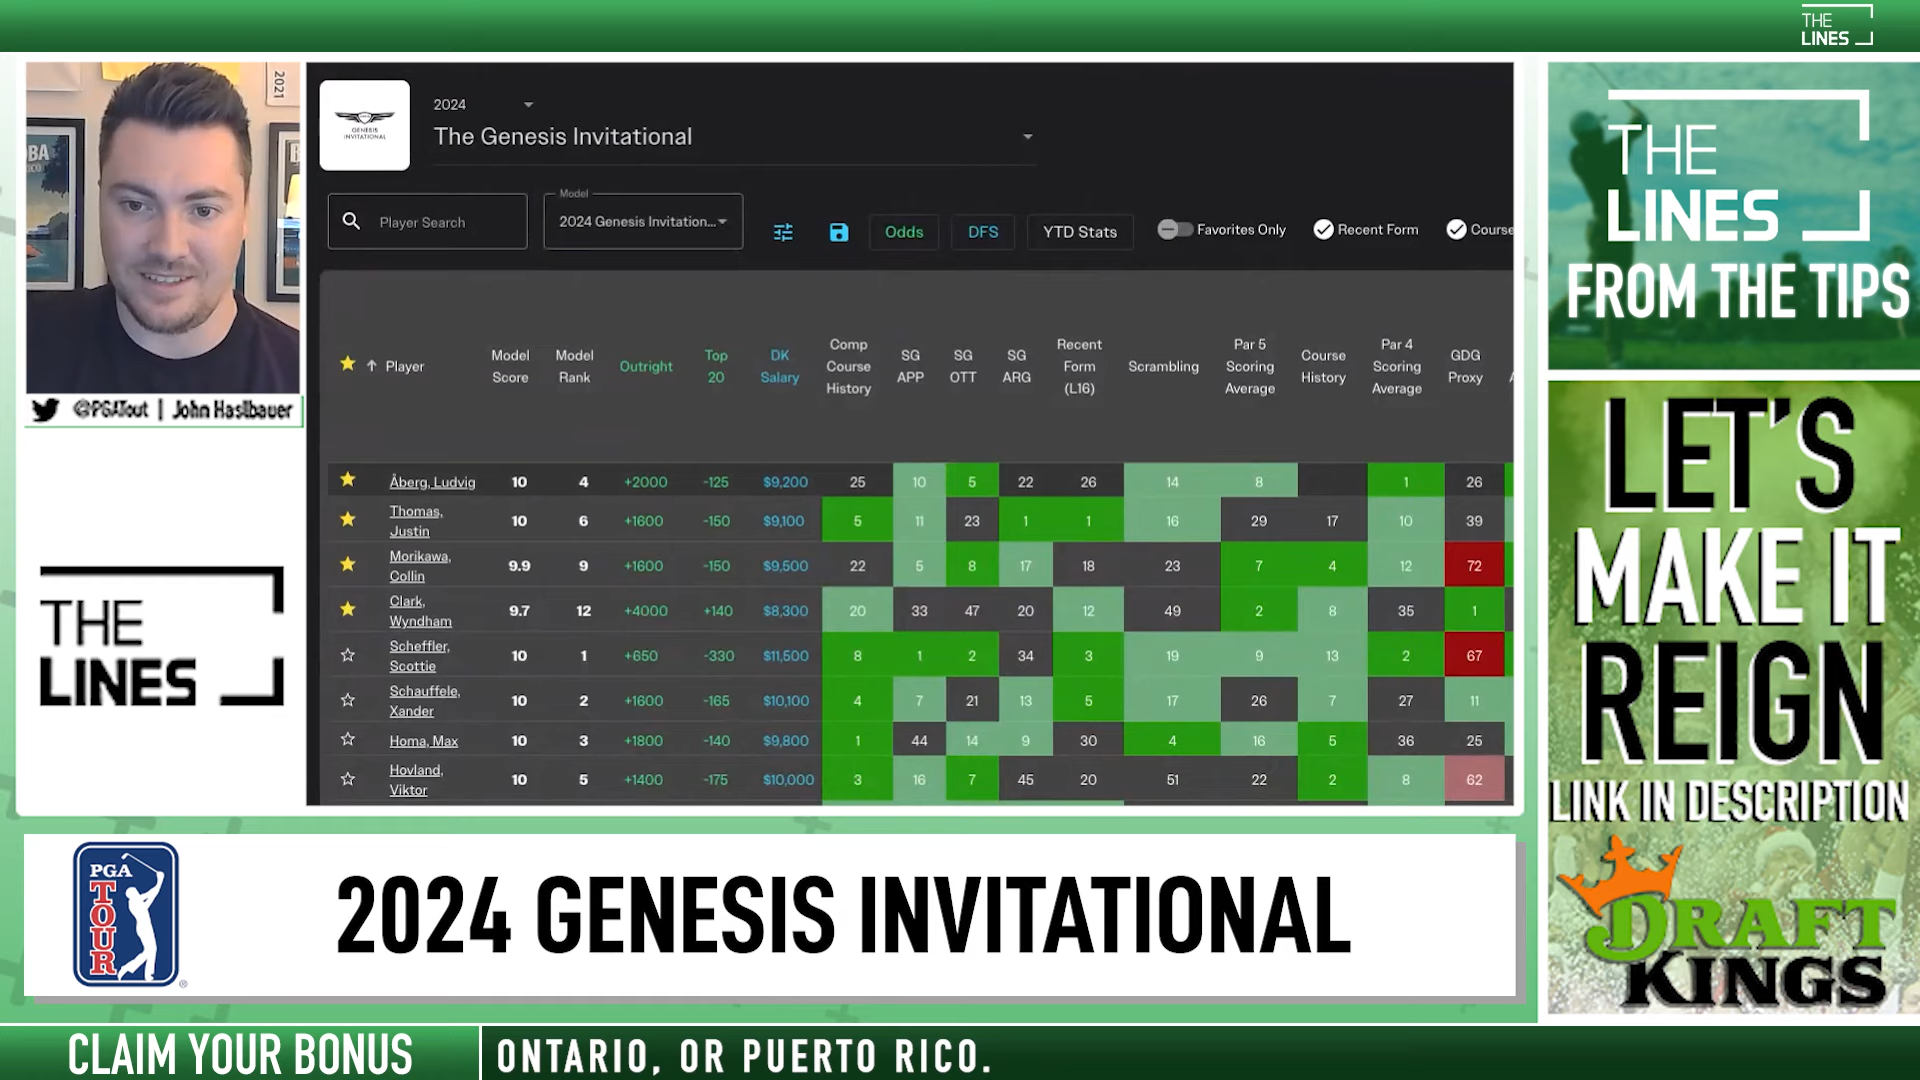 THE
LINES
2021
@PGATout | John Haslbauer
THE
LINES
GENESIS
INVITATIONAL
2024
The Genesis Invitational
Player Search
Model
2024 Genesis Invitation...
Odds
DFS
YTD Stats
Favorites Only
Recent Form
Course
Player
Model Score
Model Rank
Outright
Top 20
DK Salary
Comp Course History
SG APP
SG OTT
SG ARG
Recent Form (L16)
Scrambling
Par 5 Scoring Average
Course History
Par 4 Scoring Average
GDG Proxy
Åberg, Ludvig 10 4 +2000 -125 $9,200 25 10 5 22 26 14 8 1 26
Thomas, Justin 10 6 +1600 -150 $9,100 5 11 23 1 1 16 29 17 10 39
Morikawa, Collin 9.9 9 +1600 -150 $9,500 22 5 8 17 18 23 7 4 12 72
Clark, Wyndham 9.7 12 +4000 +140 $8,300 20 33 47 20 12 49 2 8 35 1
Scheffler, Scottie 10 1 +650 -330 $11,500 8 1 2 34 3 19 9 13 2 67
Schauffele, Xander 10 2 +1600 -165 $10,100 4 7 21 13 5 17 26 7 27 11
Homa, Max 10 3 +1800 -140 $9,800 1 44 14 9 30 4 16 5 36 25
Hovland, Viktor 10 5 +1400 -175 $10,000 3 16 7 45 20 51 22 2 8 62
THE
LINES
FROM THE TIPS
LET'S
MAKE IT
REIGN
LINK IN DESCRIPTION
DRAFT
KINGS
PGA
TOUR
2024 GENESIS INVITATIONAL
CLAIM YOUR BONUS
ONTARIO, OR PUERTO RICO.